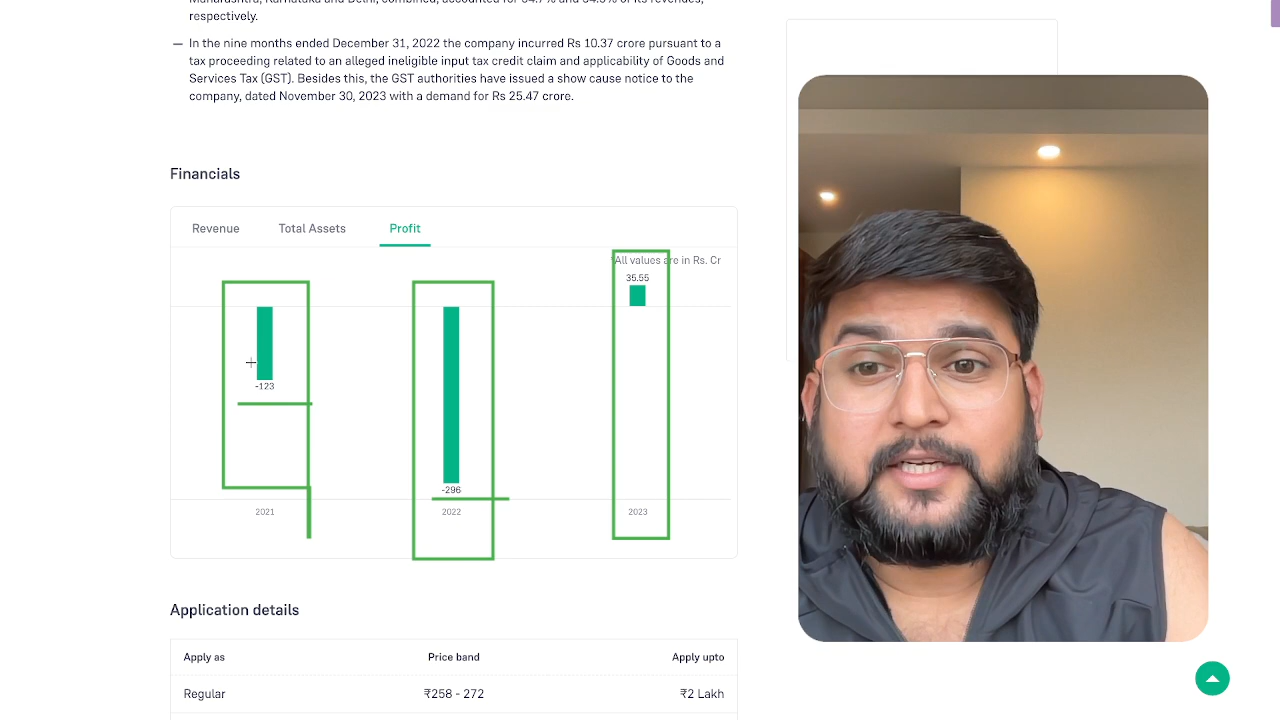 respectively.
— In the nine months ended December 31, 2022 the company incurred Rs 10.37 crore pursuant to a
tax proceeding related to an alleged ineligible input tax credit claim and applicability of Goods and
Services Tax (GST). Besides this, the GST authorities have issued a show cause notice to the
company, dated November 30, 2023 with a demand for Rs 25.47 crore.
Financials
Revenue Total Assets Profit
*All values are in Rs. Cr
35.55
-123
-296
2021 2022 2023
Application details
Apply as Price band Apply upto
Regular ₹258 - 272 ₹2 Lakh